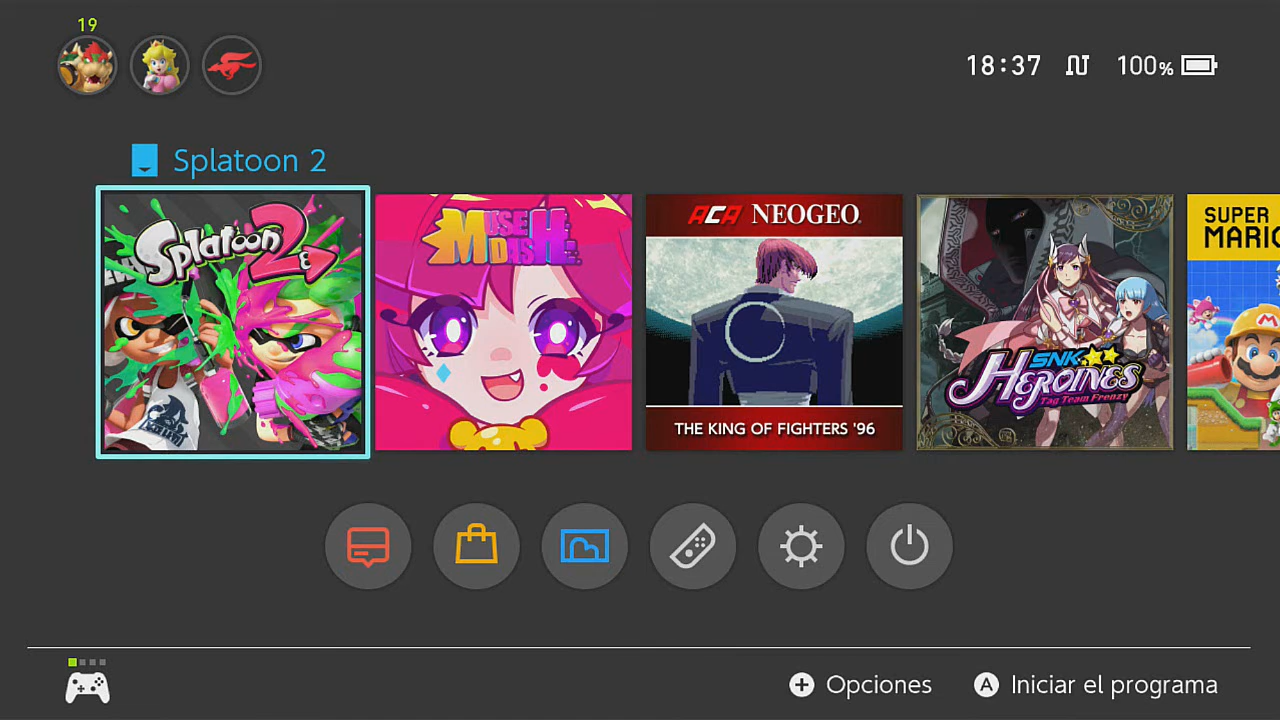 19
18:37
100%
Splatoon 2
Splatoon 2
MUSE DASH
ACA NEOGEO
THE KING OF FIGHTERS '96
SNK
HEROINES
Tag Team Frenzy
SUPER
MARIO
Opciones
Iniciar el programa